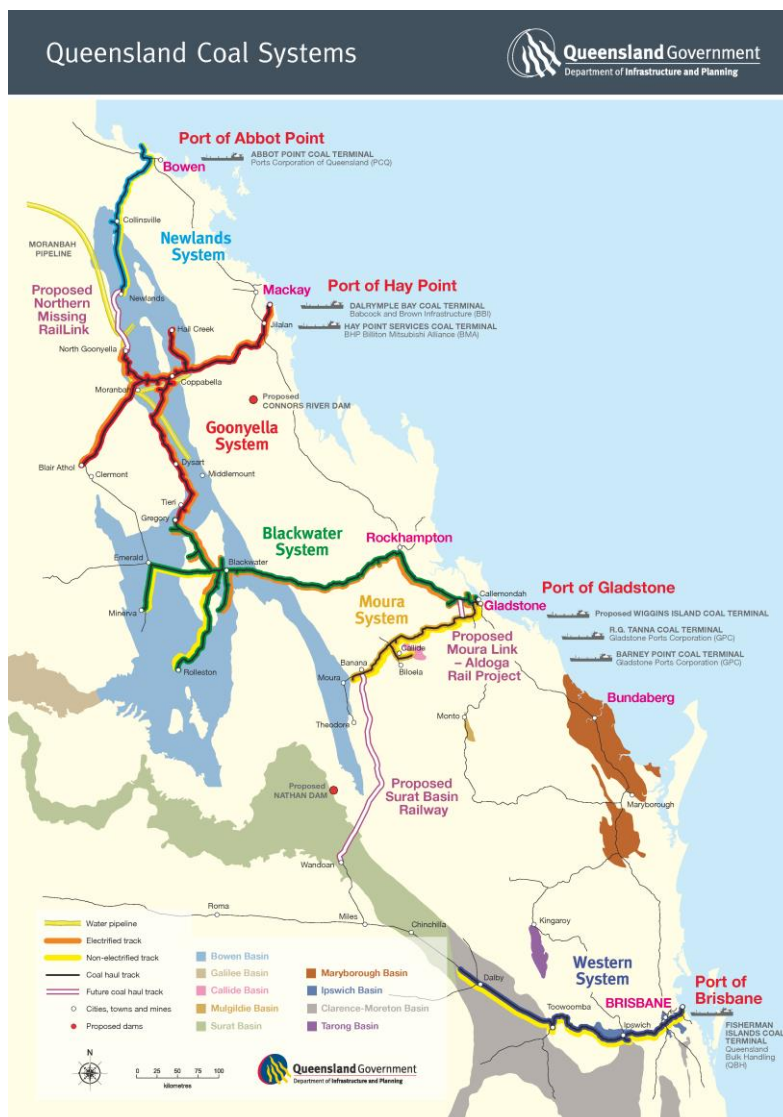 Queensland Coal Systems
Queensland Government
Department of Infrastructure and Planning
Port of Abbot Point
ABBOT POINT COAL TERMINAL
Ports Corporation of Queensland (PCQ)
Bowen
Collinsville
MORANBAH
PIPELINE
Newlands
System
Proposed
Northern
Missing
RailLink
Newlands
Mackay
Port of Hay Point
DALRYMPLE BAY COAL TERMINAL
Babcock and Brown Infrastructure (BBI)
HAY POINT SERVICES COAL TERMINAL
BHP Billiton Mitsubishi Alliance (BMA)
Hail Creek
Jilalan
North Goonyella
Coppabella
Moranbah
Proposed
CONNORS RIVER DAM
Goonyella
System
Blair Athol
Clermont
Dysart
Middlemount
Tieri
Gregory
Blackwater
System
Rockhampton
Emerald
Blackwater
Callemondah
Gladstone
Port of Gladstone
Proposed WIGGINS ISLAND COAL TERMINAL
R.G. TANNA COAL TERMINAL
Gladstone Ports Corporation (GPC)
BARNEY POINT COAL TERMINAL
Gladstone Ports Corporation (GPC)
Minerva
Moura
System
Proposed
Moura Link
– Aldoga
Rail Project
Rolleston
Callide
Banana
Biloela
Moura
Theodore
Monto
Bundaberg
Proposed
NATHAN DAM
Proposed
Surat Basin
Railway
Maryborough
Wandoan
Roma
Miles
Chinchilla
Kingaroy
Dalby
Western
System
Toowoomba
BRISBANE
Ipswich
Port of
Brisbane
FISHERMAN
ISLANDS COAL
TERMINAL
Queensland
Bulk Handling
(QBH)
Water pipeline
Electrified track
Non-electrified track
Coal haul track
Future coal haul track
Cities, towns and mines
Proposed dams
Bowen Basin
Galilee Basin
Callide Basin
Mulgildie Basin
Surat Basin
Maryborough Basin
Ipswich Basin
Clarence-Moreton Basin
Tarong Basin
N
0 25 50 75 100
kilometres
Queensland Government
Department of Infrastructure and Planning